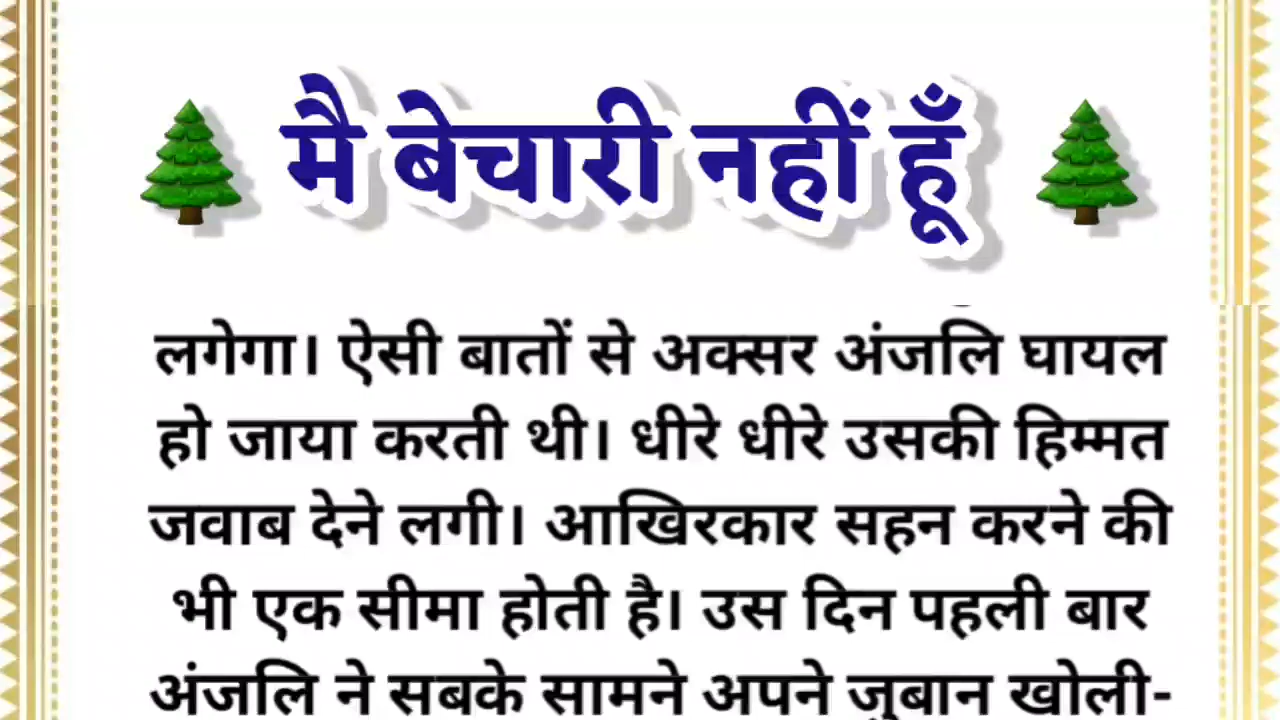 मै बेचारी नहीं हूँ
लगेगा। ऐसी बातों से अक्सर अंजलि घायल
हो जाया करती थी। धीरे धीरे उसकी हिम्मत
जवाब देने लगी। आखिरकार सहन करने की
भी एक सीमा होती है। उस दिन पहली बार
अंजलि ने सबके सामने अपने जुबान खोली-